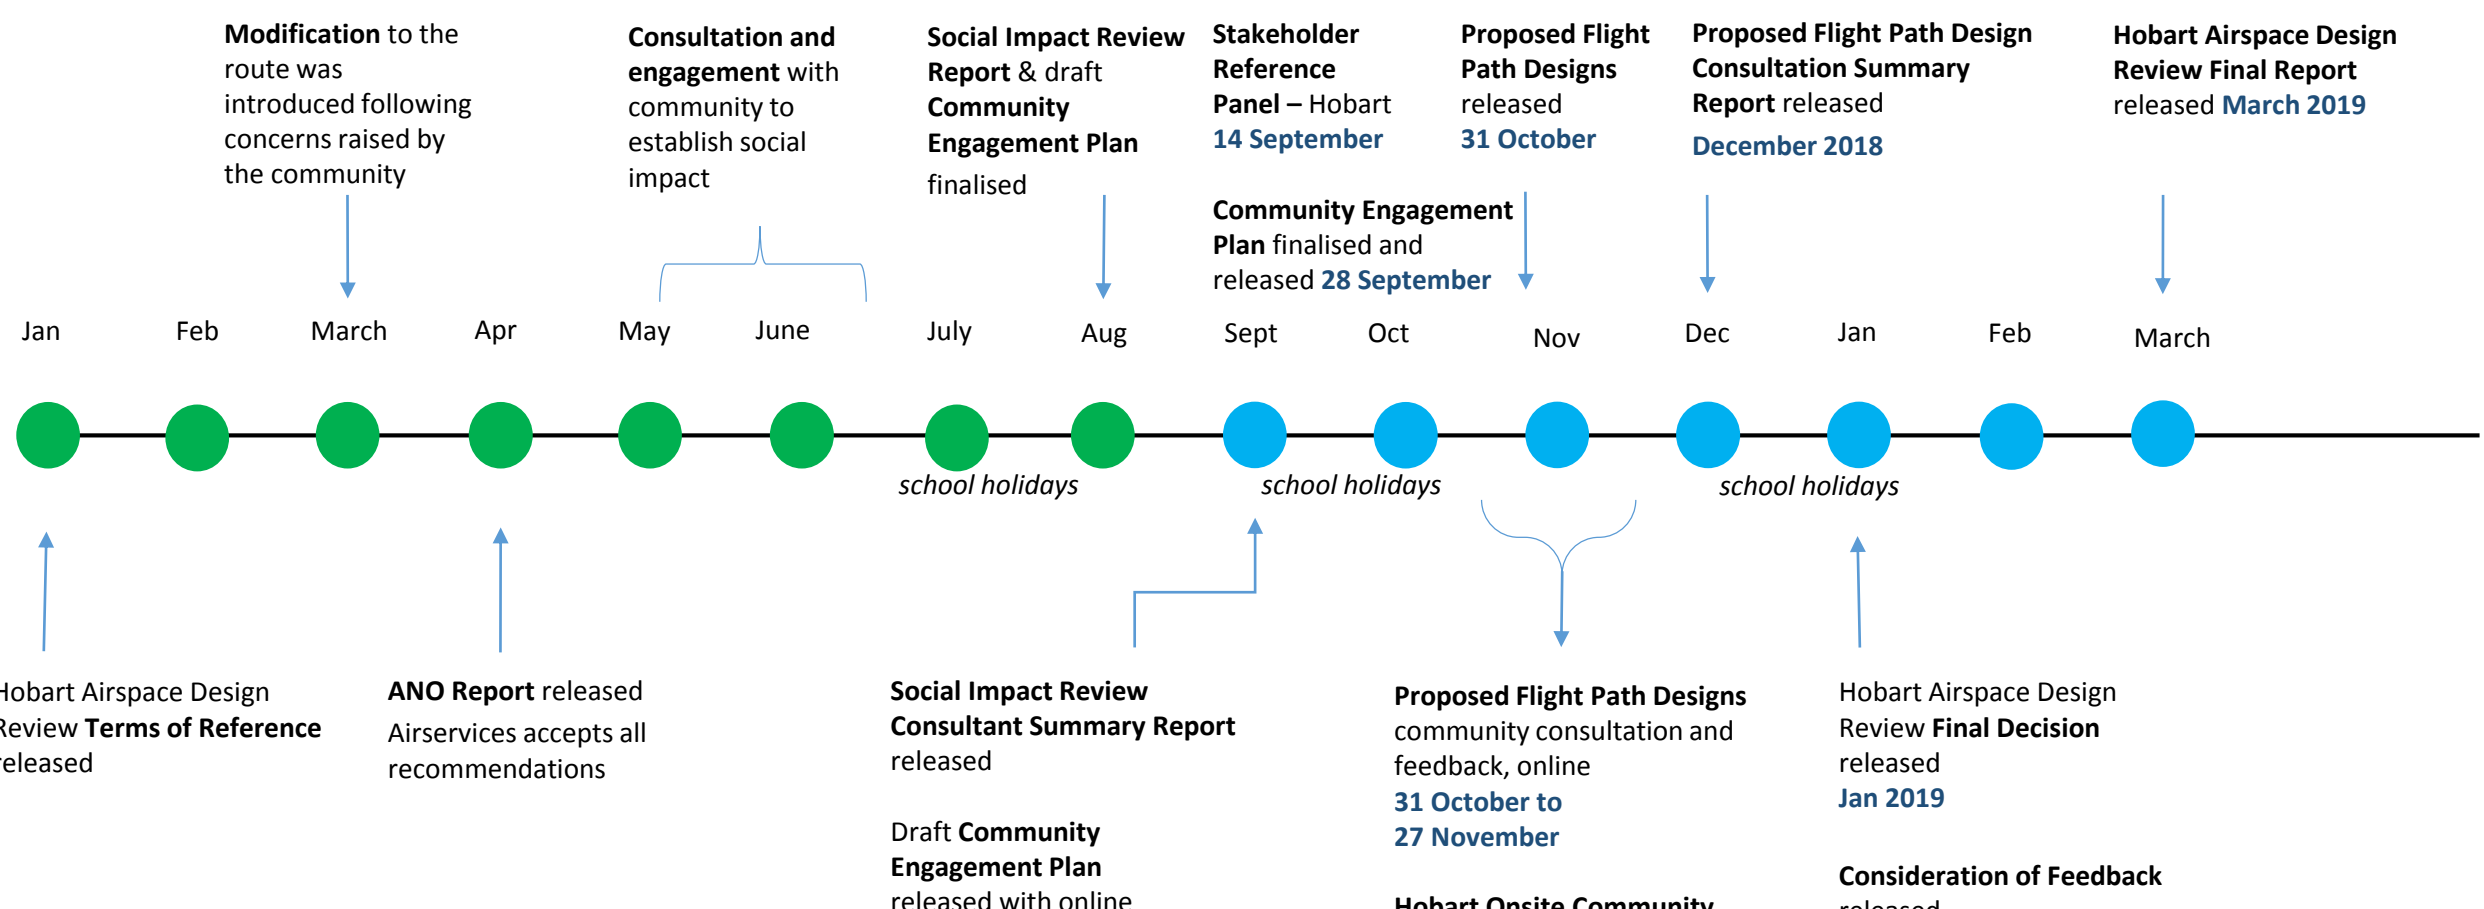 Modification to the
route was
introduced following
concerns raised by
the community
Consultation and
engagement with
community to
establish social
impact
Social Impact Review
Report & draft
Community
Engagement Plan
finalised
Stakeholder
Reference
Panel – Hobart
14 September
Community Engagement
Plan finalised and
released 28 September
Proposed Flight
Path Designs
released
31 October
Proposed Flight Path Design
Consultation Summary
Report released
December 2018
Hobart Airspace Design
Review Final Report
released March 2019
Jan Feb March Apr May June July Aug Sept Oct Nov Dec Jan Feb March
school holidays school holidays school holidays
Hobart Airspace Design
Review Terms of Reference
released
ANO Report released
Airservices accepts all
recommendations
Social Impact Review
Consultant Summary Report
released
Draft Community
Engagement Plan
released with online
Proposed Flight Path Designs
community consultation and
feedback, online
31 October to
27 November
Hobart Onsite Community
Hobart Airspace Design
Review Final Decision
released
Jan 2019
Consideration of Feedback
released